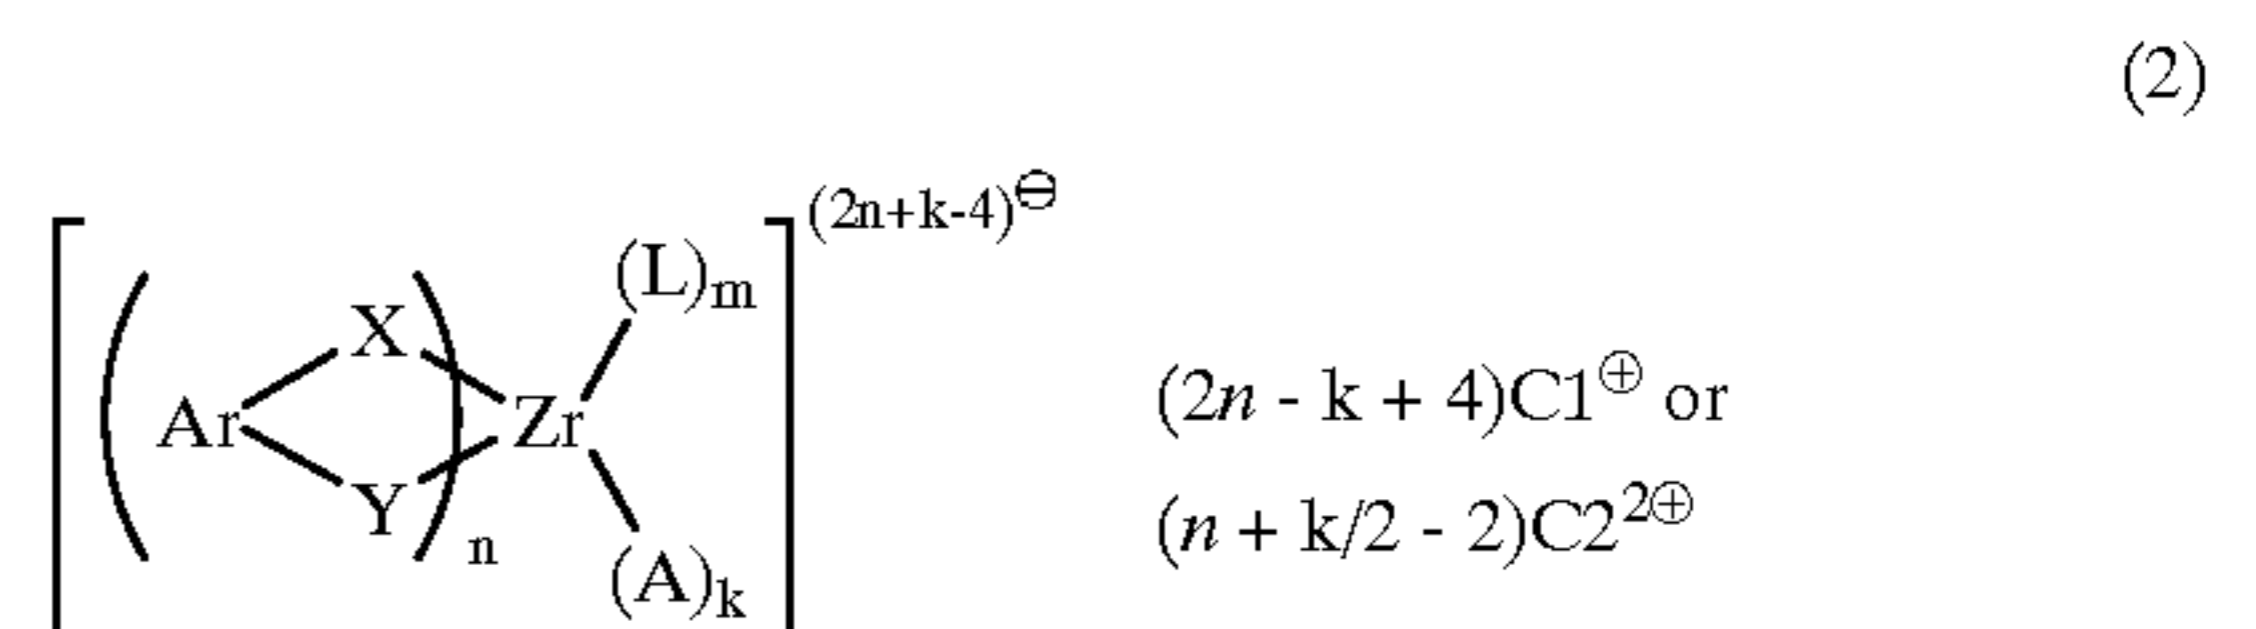 (2)
(2n+k-4)⊖
(L)m
X
Ar Zr
Y
n
(A)k
(2n - k + 4)C1⊕ or
(n + k/2 - 2)C2²⊕